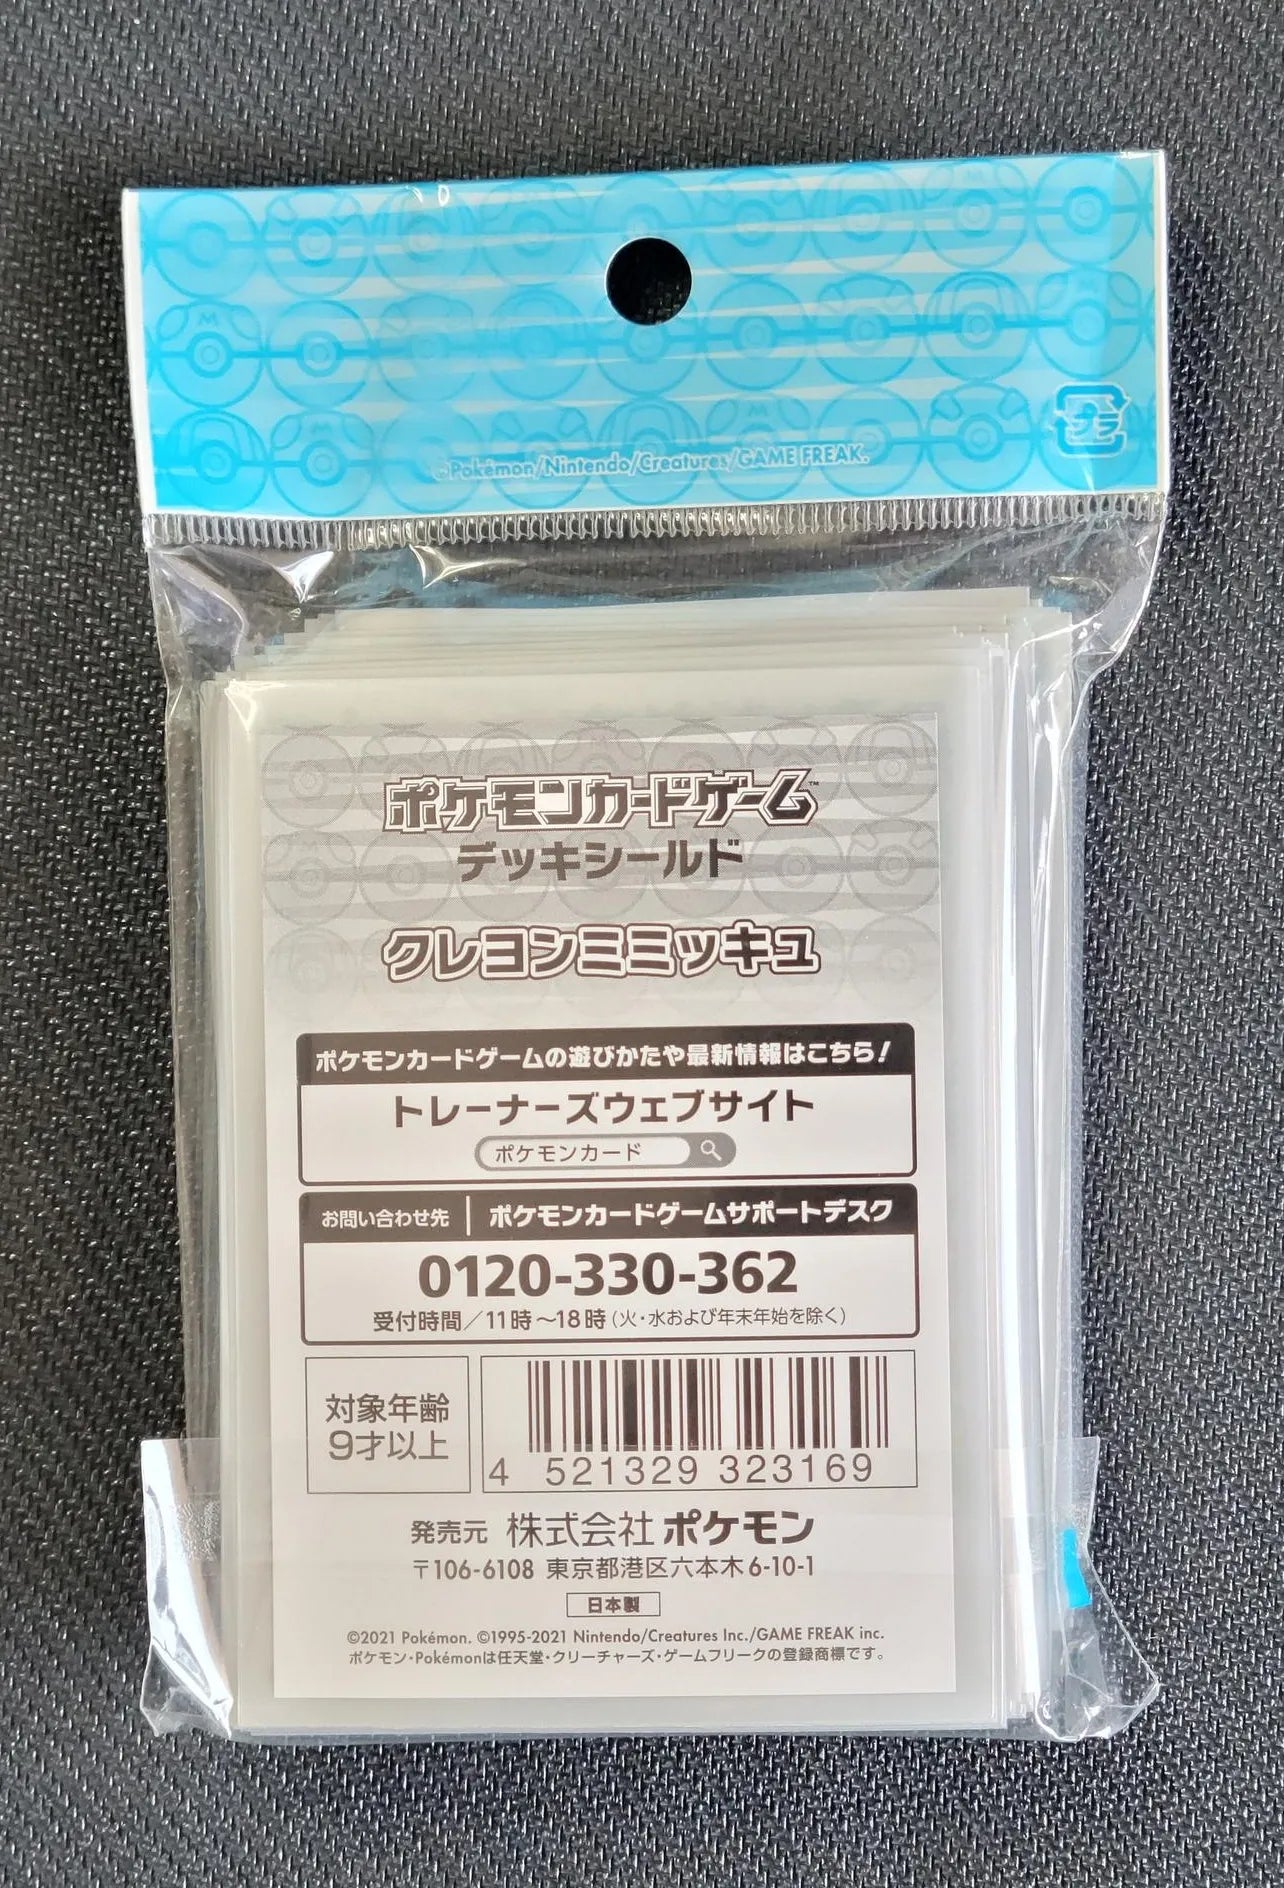 プラ
©Pokémon/Nintendo/Creatures/GAME FREAK.
ポケモンカードゲーム™
デッキシールド
クレヨンミミッキュ
ポケモンカードゲームの遊びかたや最新情報はこちら!
トレーナーズウェブサイト
ポケモンカード
お問い合わせ先 ポケモンカードゲームサポートデスク
0120-330-362
受付時間/11時~18時(火・水および年末年始を除く)
対象年齢
9才以上
4 521329 323169
発売元 株式会社ポケモン
〒106-6108 東京都港区六本木6-10-1
日本製
©2021 Pokémon. ©1995-2021 Nintendo/Creatures Inc./GAME FREAK inc.
ポケモン・Pokémonは任天堂・クリーチャーズ・ゲームフリークの登録商標です。